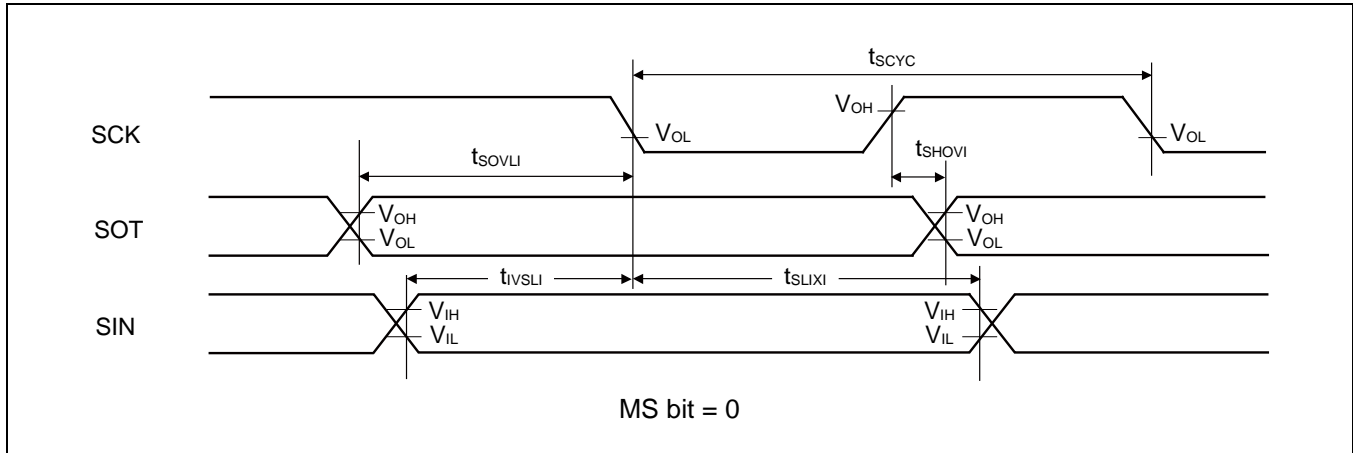 tSCYC
SCK
VOH
VOL
VOL
tSOVLI
tSHOVI
SOT
VOH
VOL
VOH
VOL
tIVSLI
tSLIXI
SIN
VIH
VIL
VIH
VIL
MS bit = 0